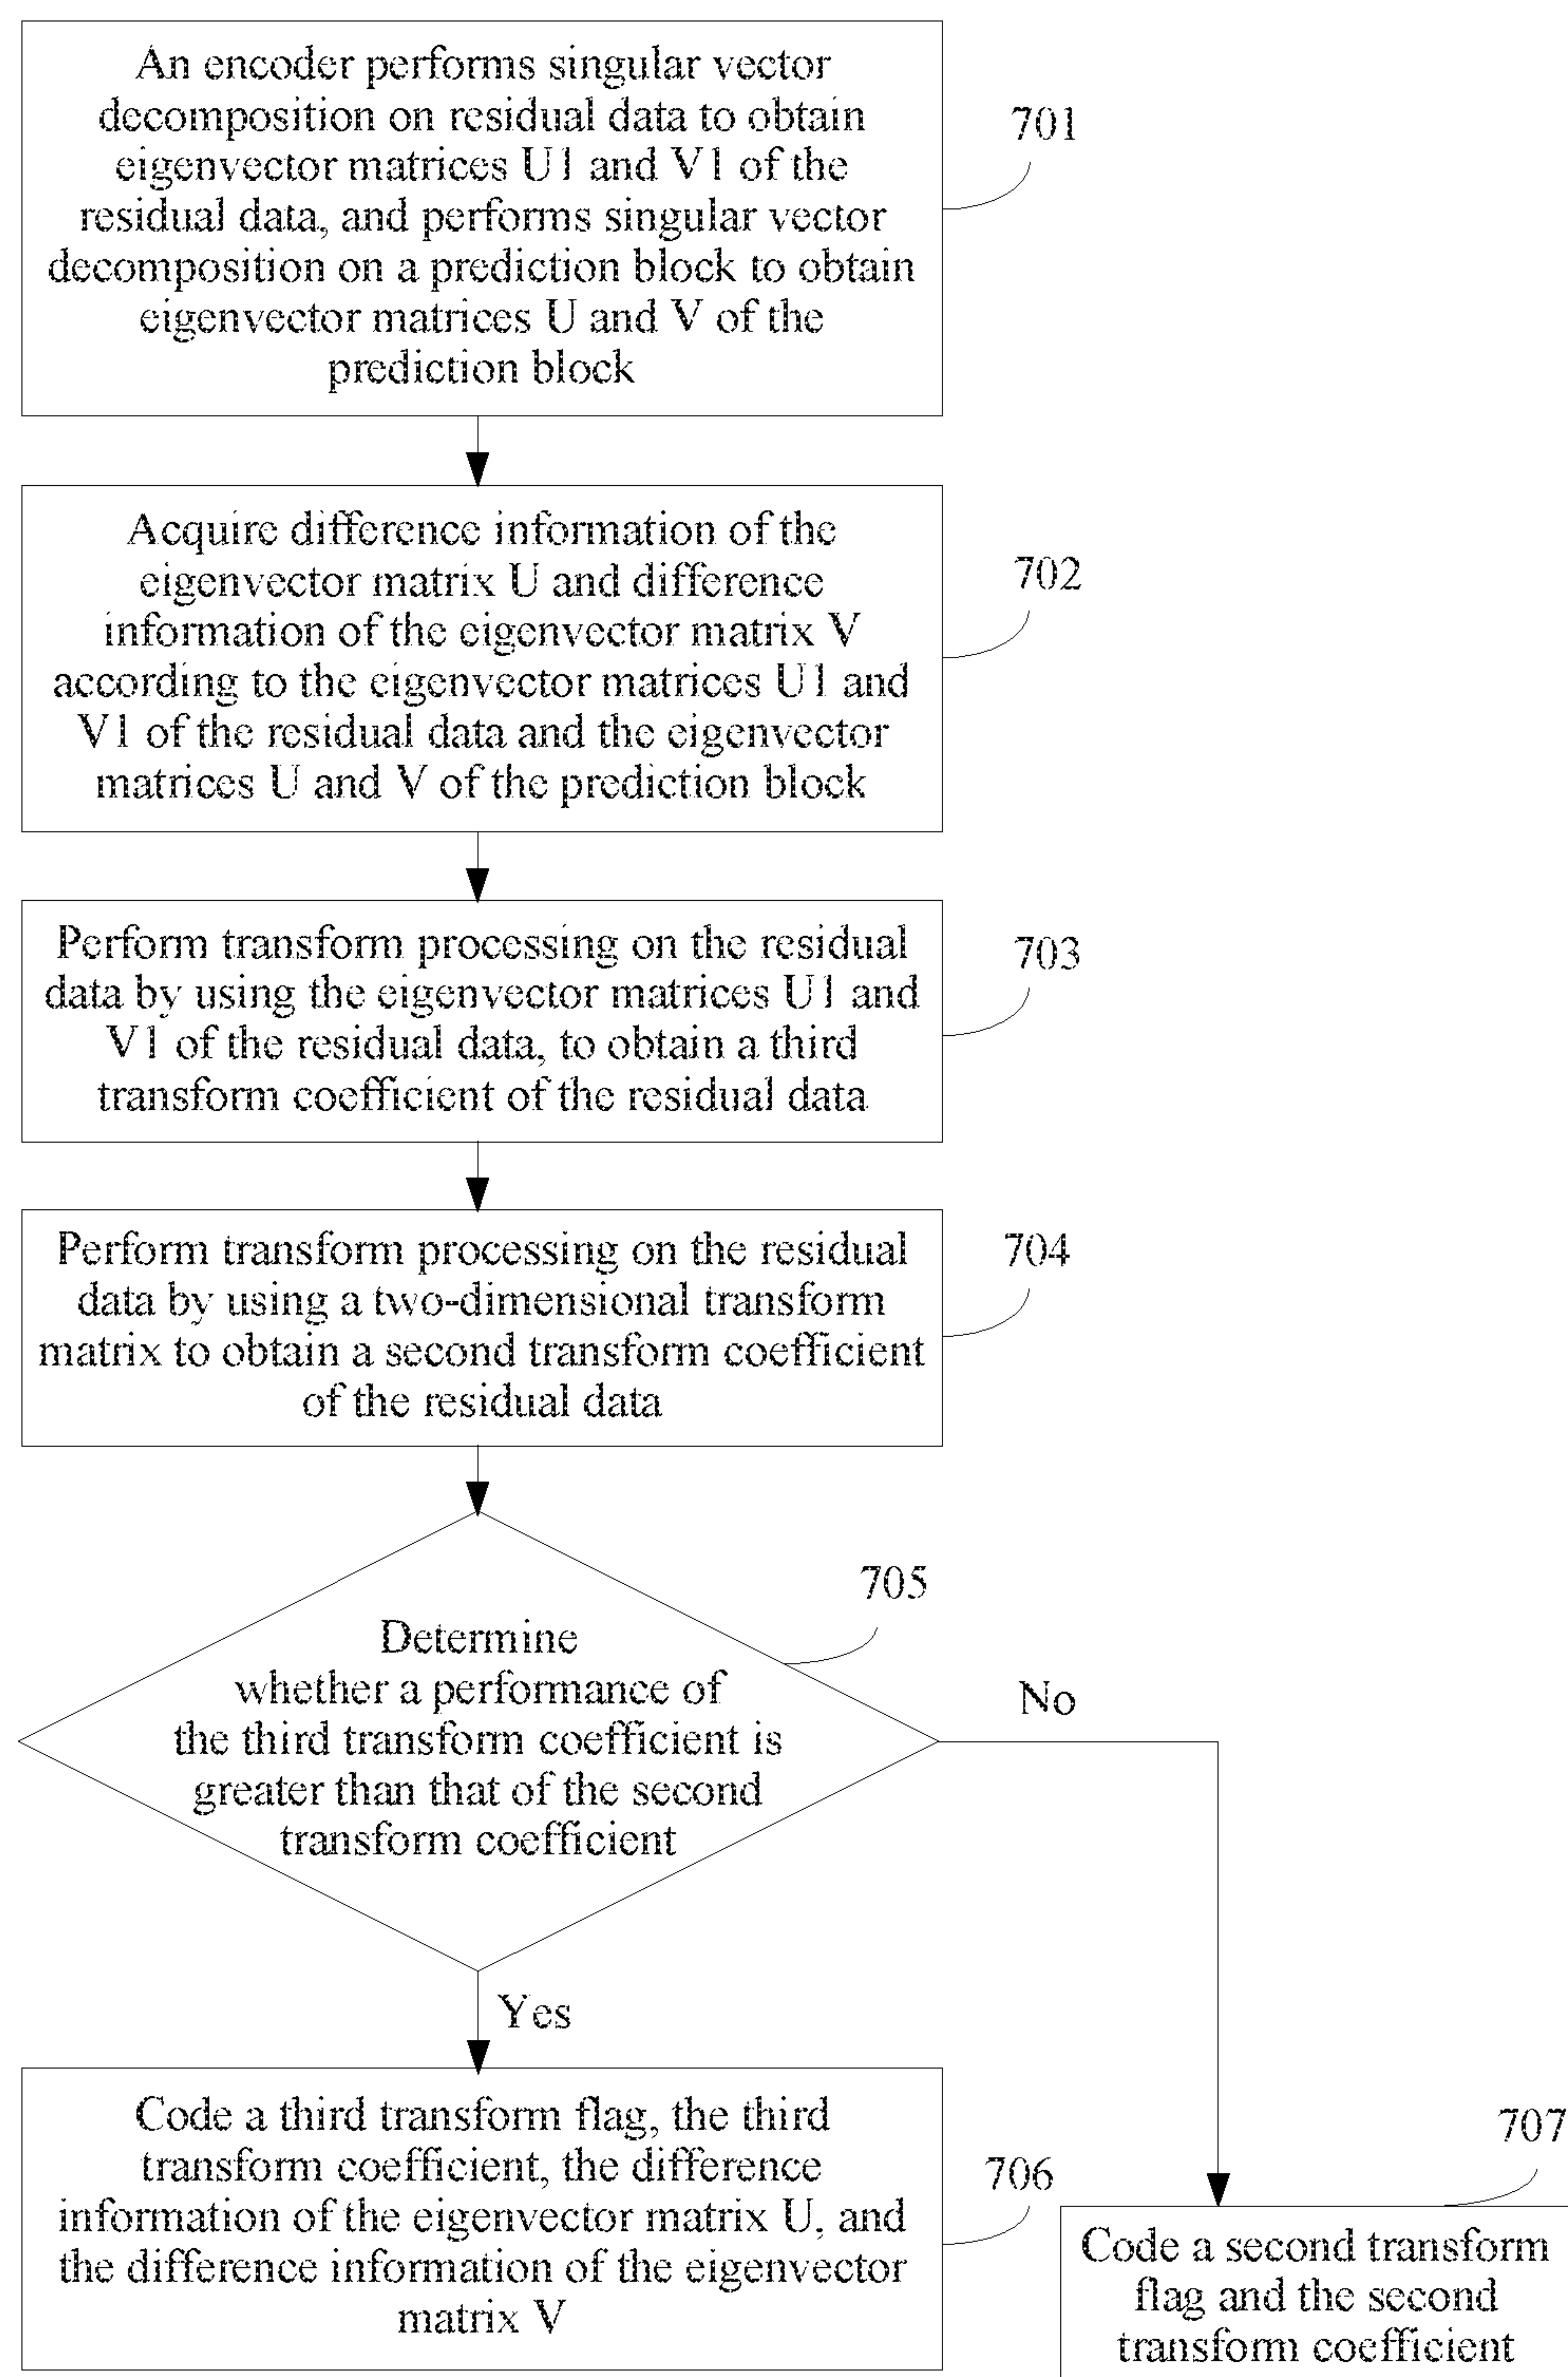 An encoder performs singular vector
decomposition on residual data to obtain
eigenvector matrices U1 and V1 of the
residual data, and performs singular vector
decomposition on a prediction block to obtain
eigenvector matrices U and V of the
prediction block
701
Acquire difference information of the
eigenvector matrix U and difference
information of the eigenvector matrix V
according to the eigenvector matrices U1 and
V1 of the residual data and the eigenvector
matrices U and V of the prediction block
702
Perform transform processing on the residual
data by using the eigenvector matrices U1 and
V1 of the residual data, to obtain a third
transform coefficient of the residual data
703
Perform transform processing on the residual
data by using a two-dimensional transform
matrix to obtain a second transform coefficient
of the residual data
704
Determine
whether a performance of
the third transform coefficient is
greater than that of the second
transform coefficient
705
No
Yes
Code a third transform flag, the third
transform coefficient, the difference
information of the eigenvector matrix U, and
the difference information of the eigenvector
matrix V
706
707
Code a second transform
flag and the second
transform coefficient